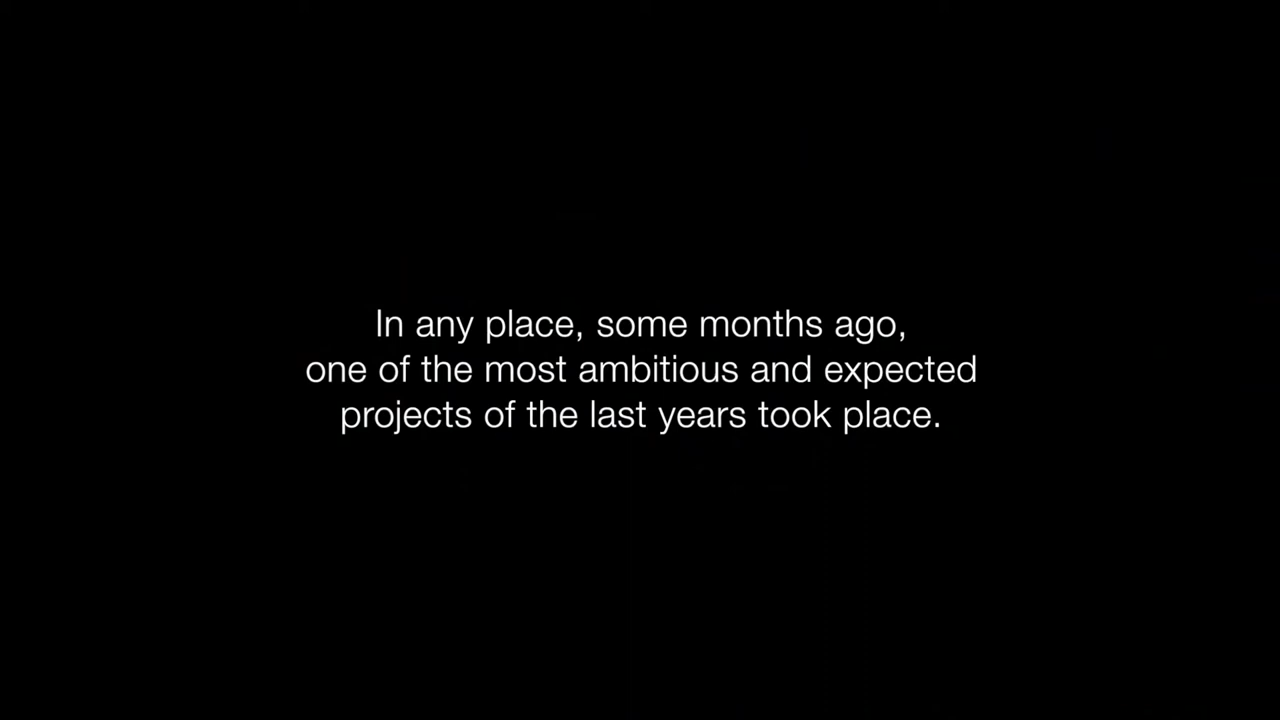 In any place, some months ago,
one of the most ambitious and expected
projects of the last years took place.